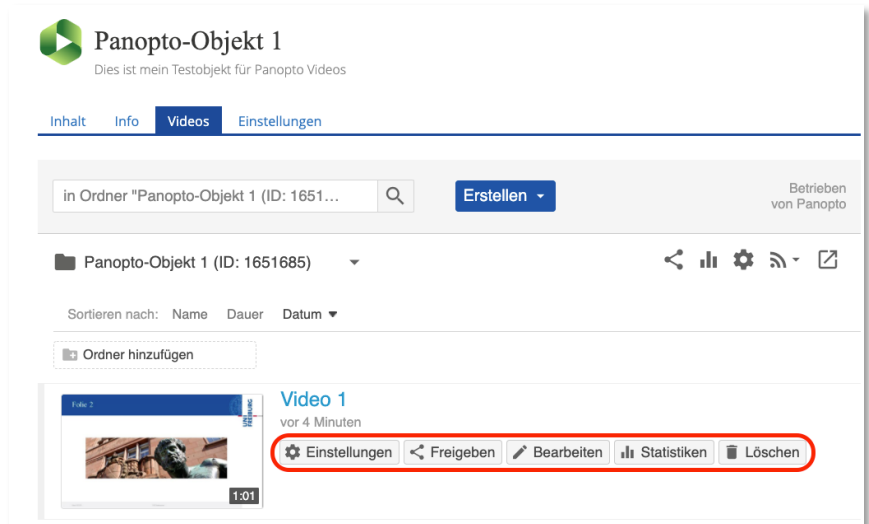 Panopto-Objekt 1
Dies ist mein Testobjekt für Panopto Videos
Inhalt Info Videos Einstellungen
in Ordner "Panopto-Objekt 1 (ID: 1651... Erstellen Betrieben
von Panopto
Panopto-Objekt 1 (ID: 1651685)
Sortieren nach: Name Dauer Datum
Ordner hinzufügen
Folie 2
UNI
FREIBURG
1:01
Video 1
vor 4 Minuten
Einstellungen Freigeben Bearbeiten Statistiken Löschen